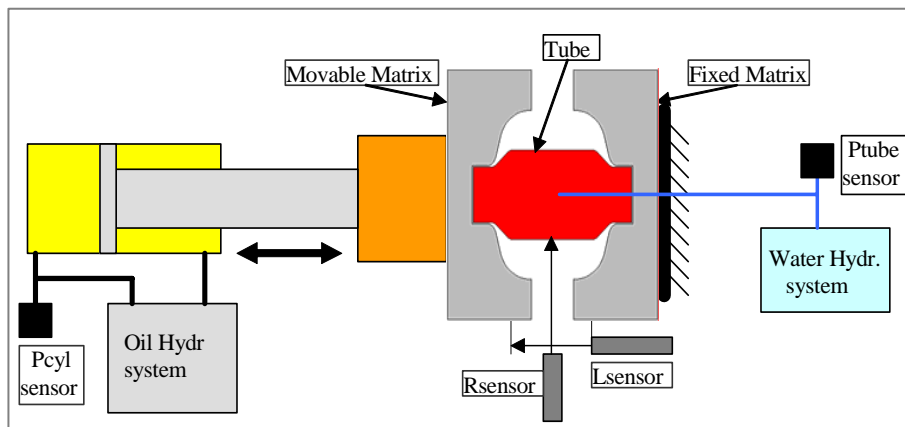 Tube
Movable Matrix
Fixed Matrix
Ptube
sensor
Water Hydr.
system
Oil Hydr
system
Pcyl
sensor
Rsensor
Lsensor